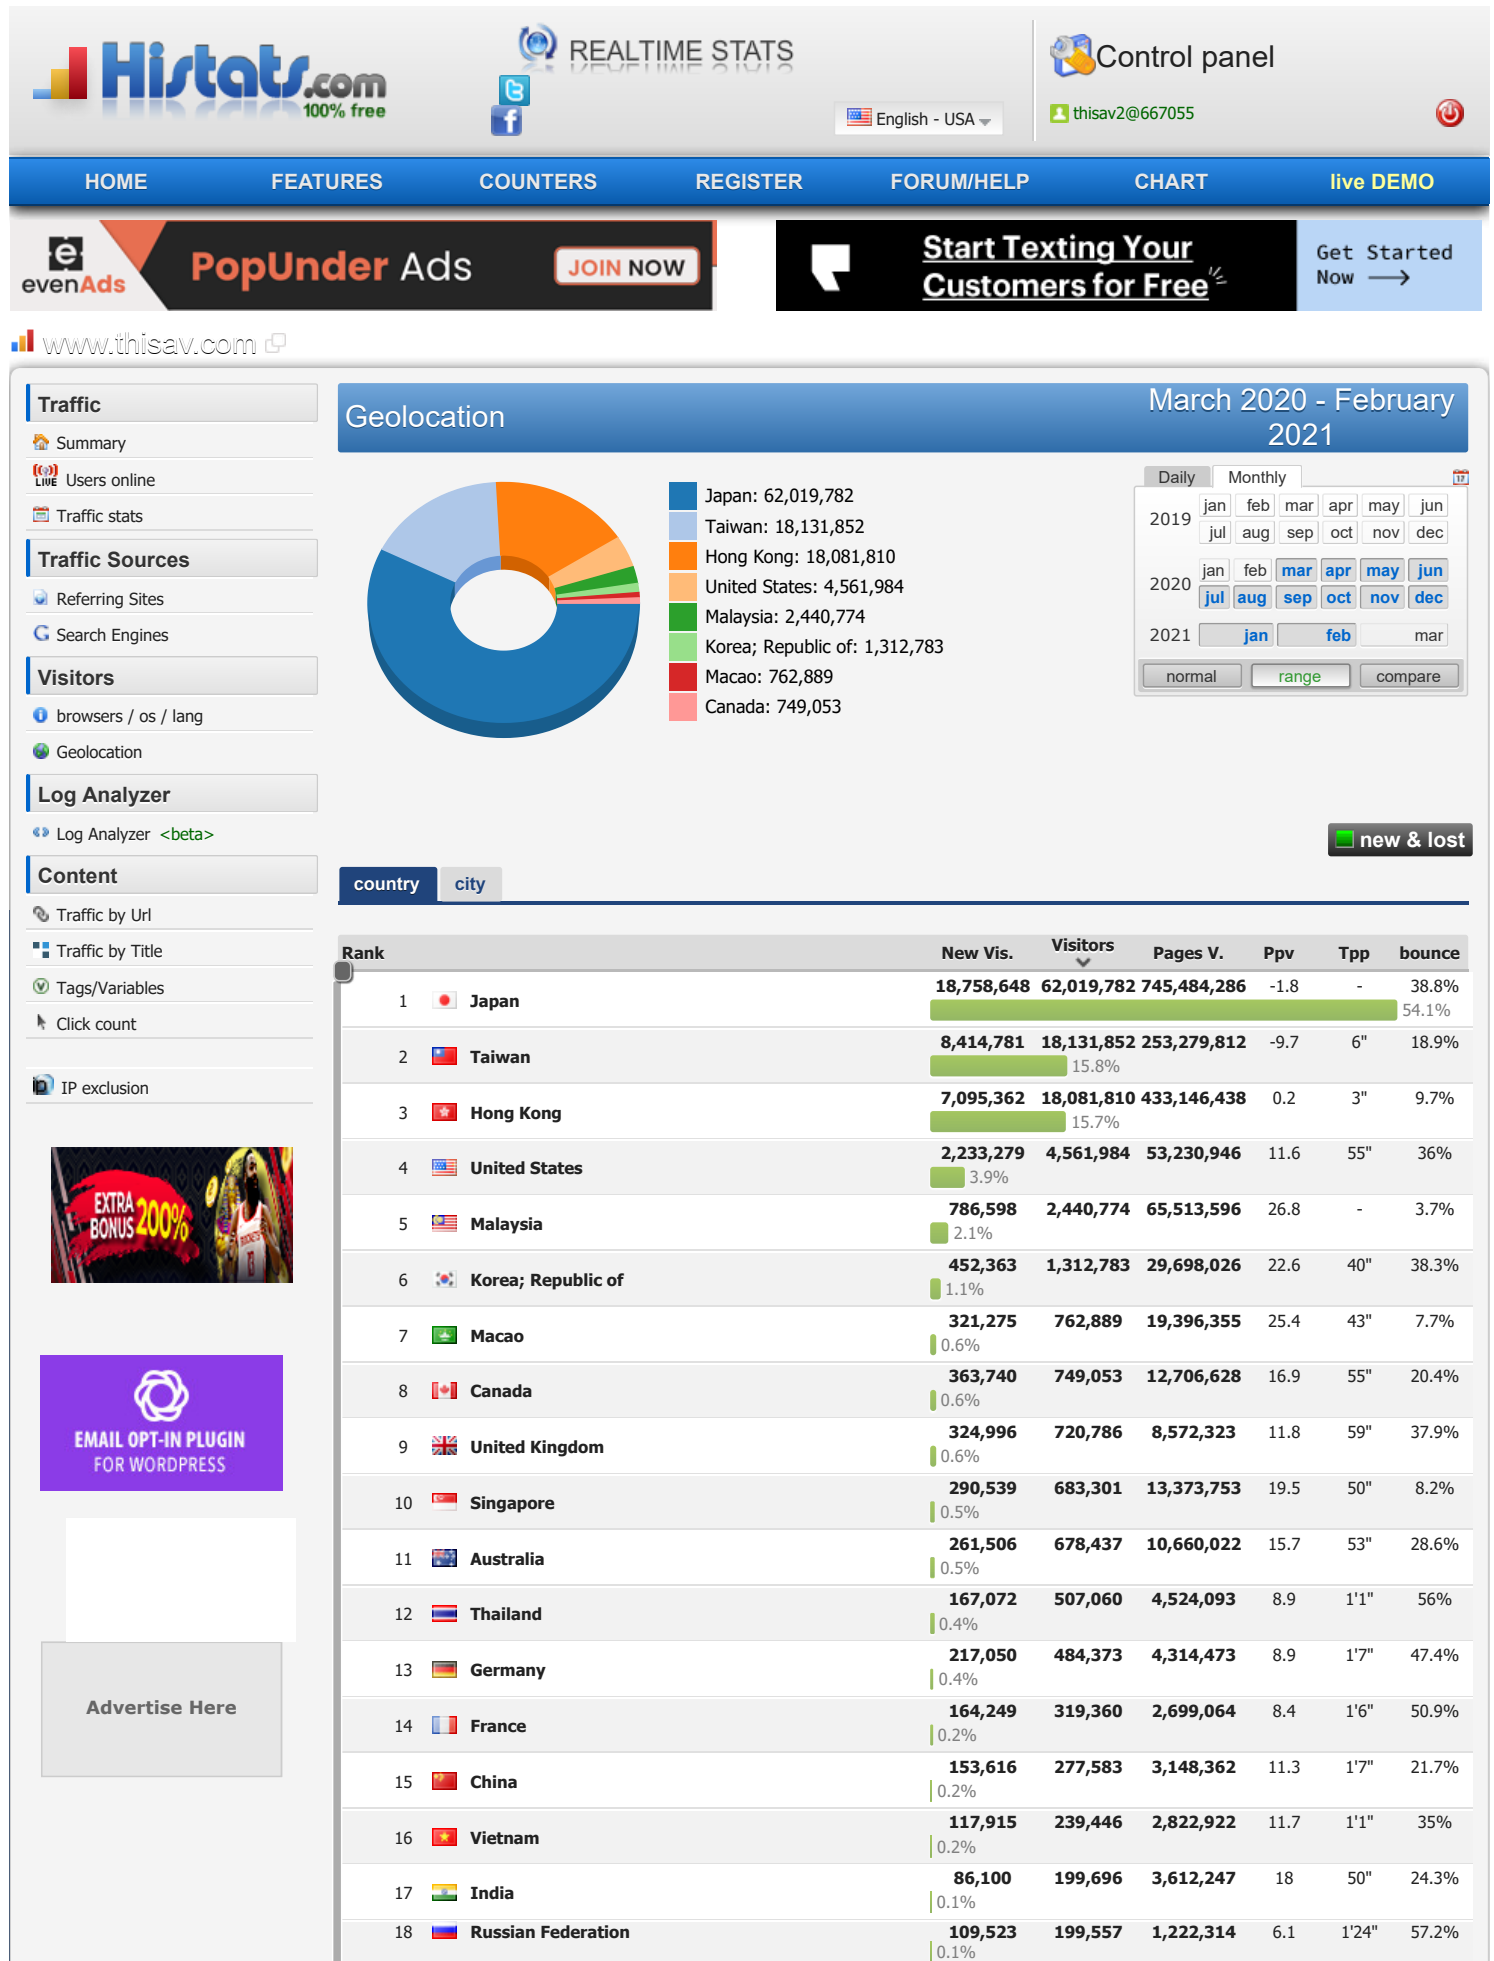 Histats.com
100% free
REALTIME STATS
English - USA
Control panel
thisav2@667055
HOME FEATURES COUNTERS REGISTER FORUM/HELP CHART live DEMO
e
evenAds
PopUnder Ads
JOIN NOW
Start Texting Your
Customers for Free
Get Started
Now
www.thisav.com
Traffic
Summary
LIVE Users online
Traffic stats
Traffic Sources
Referring Sites
G Search Engines
Visitors
browsers / os / lang
Geolocation
Log Analyzer
Log Analyzer <beta>
Content
Traffic by Url
Traffic by Title
Tags/Variables
Click count
IP exclusion
EXTRA
BONUS 200%
EMAIL OPT-IN PLUGIN
FOR WORDPRESS
Advertise Here
Geolocation
March 2020 - February
2021
Japan: 62,019,782
Taiwan: 18,131,852
Hong Kong: 18,081,810
United States: 4,561,984
Malaysia: 2,440,774
Korea; Republic of: 1,312,783
Macao: 762,889
Canada: 749,053
Daily Monthly 17
2019 jan feb mar apr may jun
jul aug sep oct nov dec
2020 jan feb mar apr may jun
jul aug sep oct nov dec
2021 jan feb mar
normal range compare
new & lost
country city
Rank New Vis. Visitors Pages V. Ppv Tpp bounce
1 Japan 18,758,648 62,019,782 745,484,286 -1.8 - 38.8%
54.1%
2 Taiwan 8,414,781 18,131,852 253,279,812 -9.7 6" 18.9%
15.8%
3 Hong Kong 7,095,362 18,081,810 433,146,438 0.2 3" 9.7%
15.7%
4 United States 2,233,279 4,561,984 53,230,946 11.6 55" 36%
3.9%
5 Malaysia 786,598 2,440,774 65,513,596 26.8 - 3.7%
2.1%
6 Korea; Republic of 452,363 1,312,783 29,698,026 22.6 40" 38.3%
1.1%
7 Macao 321,275 762,889 19,396,355 25.4 43" 7.7%
0.6%
8 Canada 363,740 749,053 12,706,628 16.9 55" 20.4%
0.6%
9 United Kingdom 324,996 720,786 8,572,323 11.8 59" 37.9%
0.6%
10 Singapore 290,539 683,301 13,373,753 19.5 50" 8.2%
0.5%
11 Australia 261,506 678,437 10,660,022 15.7 53" 28.6%
0.5%
12 Thailand 167,072 507,060 4,524,093 8.9 1'1" 56%
0.4%
13 Germany 217,050 484,373 4,314,473 8.9 1'7" 47.4%
0.4%
14 France 164,249 319,360 2,699,064 8.4 1'6" 50.9%
0.2%
15 China 153,616 277,583 3,148,362 11.3 1'7" 21.7%
0.2%
16 Vietnam 117,915 239,446 2,822,922 11.7 1'1" 35%
0.2%
17 India 86,100 199,696 3,612,247 18 50" 24.3%
0.1%
18 Russian Federation 109,523 199,557 1,222,314 6.1 1'24" 57.2%
0.1%